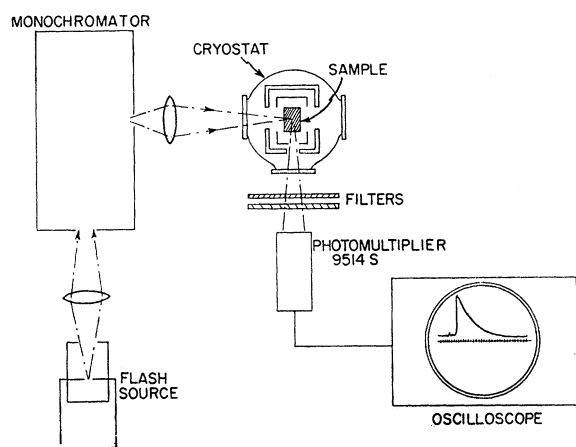 MONOCHROMATOR
CRYOSTAT
SAMPLE
FILTERS
PHOTOMULTIPLIER
9514 S
FLASH
SOURCE
OSCILLOSCOPE